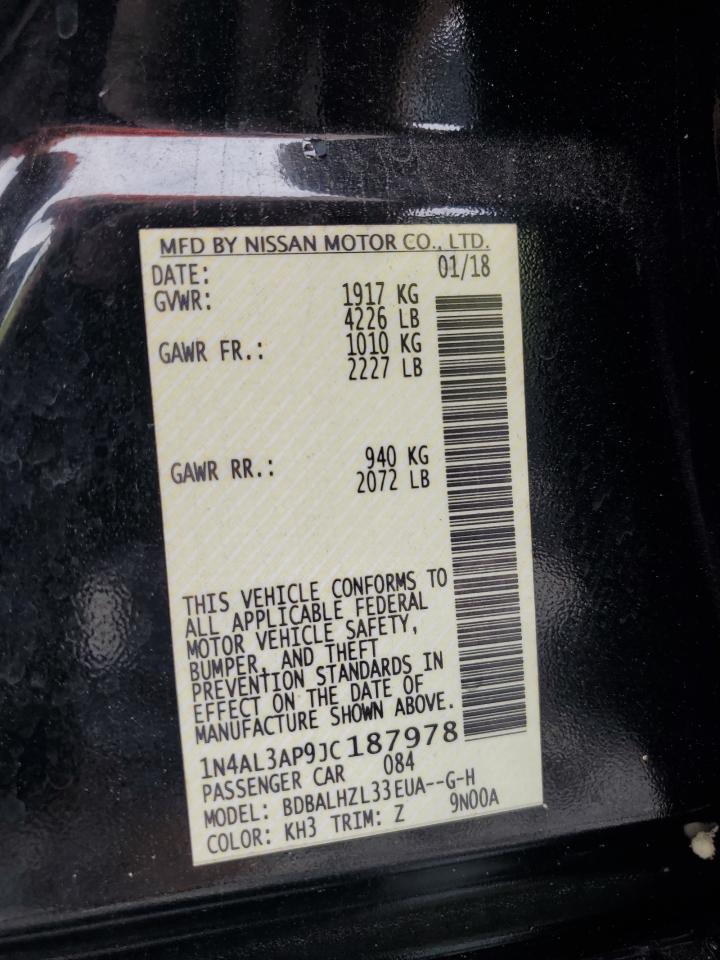 MFD BY NISSAN MOTOR CO., LTD.
DATE: 01/18
GVWR: 1917 KG
4226 LB
GAWR FR.: 1010 KG
2227 LB
GAWR RR.: 940 KG
2072 LB
THIS VEHICLE CONFORMS TO
ALL APPLICABLE FEDERAL
MOTOR VEHICLE SAFETY,
BUMPER, AND THEFT
PREVENTION STANDARDS IN
EFFECT ON THE DATE OF
MANUFACTURE SHOWN ABOVE.
1N4AL3AP9JC187978
PASSENGER CAR 084
MODEL: BDBALHZL33EUA--G-H
COLOR: KH3 TRIM: Z 9N00A